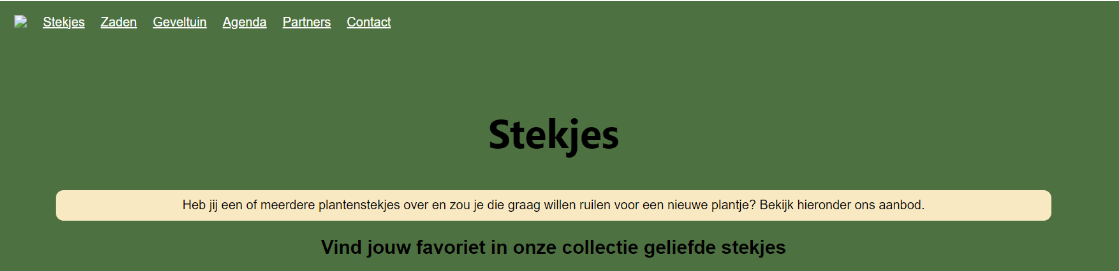 Stekjes Zaden Geveltuin Agenda Partners Contact
Stekjes
Heb jij een of meerdere plantenstekjes over en zou je die graag willen ruilen voor een nieuwe plantje? Bekijk hieronder ons aanbod.
Vind jouw favoriet in onze collectie geliefde stekjes